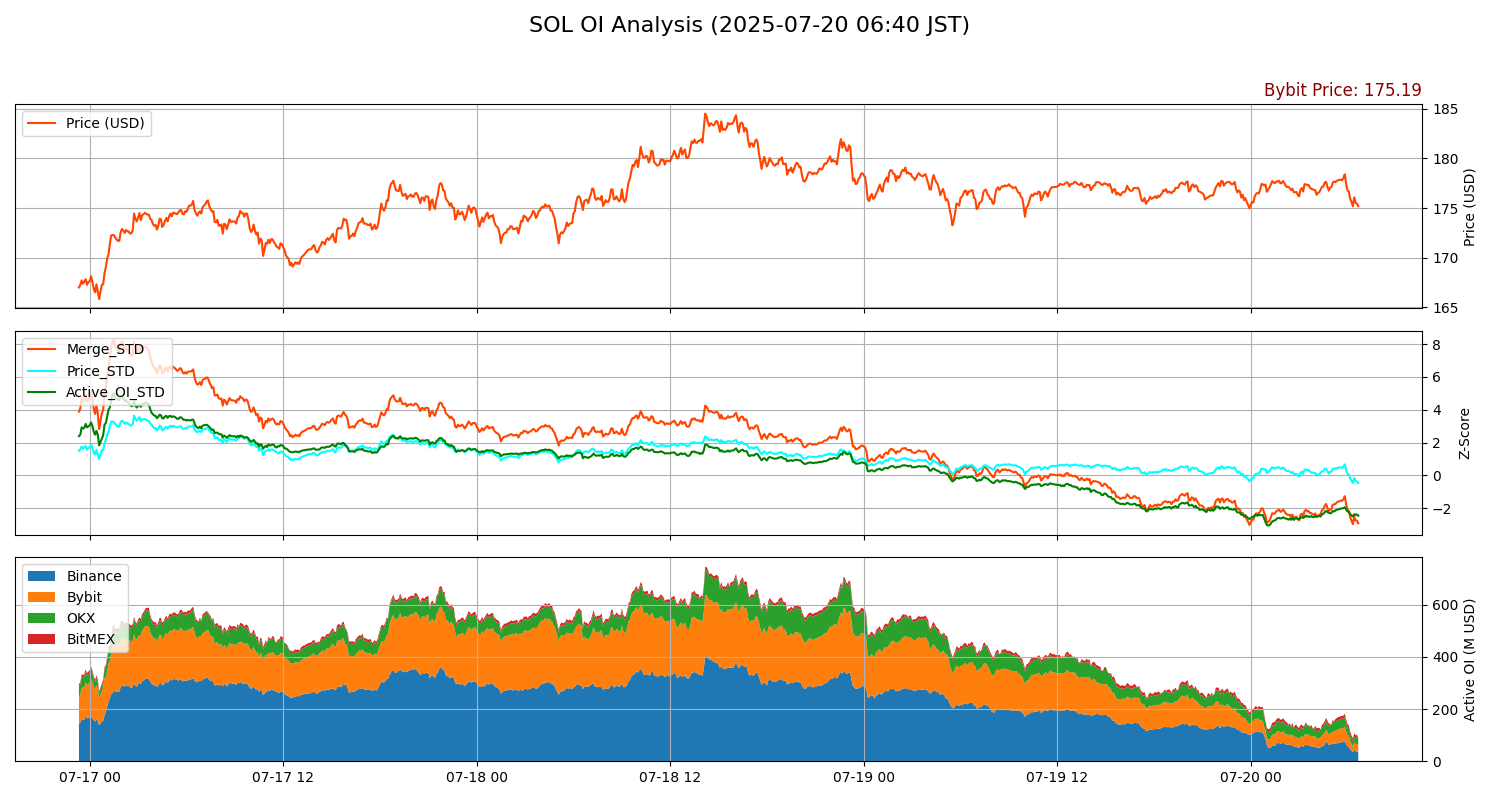 SOL OI Analysis (2025-07-20 06:40 JST)
Bybit Price: 175.19
Price (USD)
185
180
175
170
165
Price (USD)
Merge_STD
Price_STD
Active_OI_STD
8
6
4
2
0
−2
Z-Score
Binance
Bybit
OKX
BitMEX
600
400
200
0
Active OI (M USD)
07-17 00
07-17 12
07-18 00
07-18 12
07-19 00
07-19 12
07-20 00